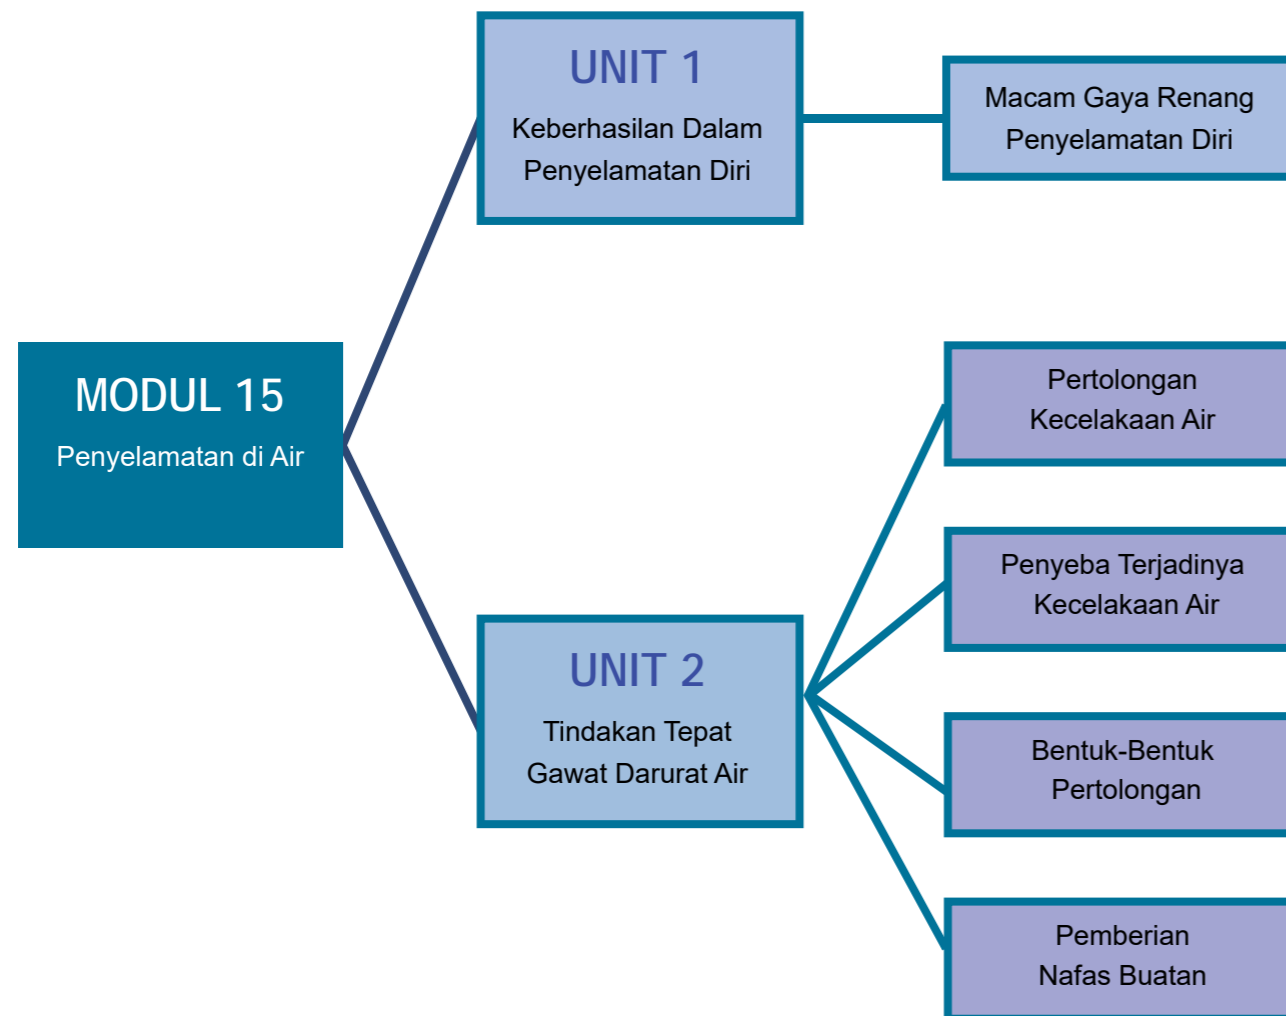 UNIT 1
Keberhasilan Dalam
Penyelamatan Diri
Macam Gaya Renang
Penyelamatan Diri
MODUL 15
Penyelamatan di Air
UNIT 2
Tindakan Tepat
Gawat Darurat Air
Pertolongan
Kecelakaan Air
Penyeba Terjadinya
Kecelakaan Air
Bentuk-Bentuk
Pertolongan
Pemberian
Nafas Buatan